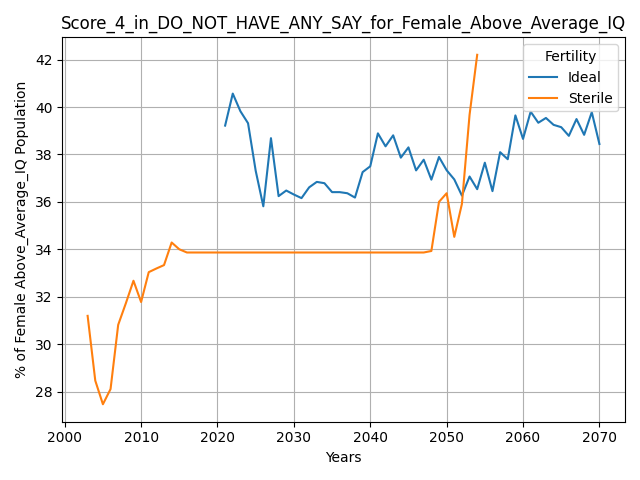 Score_4_in_DO_NOT_HAVE_ANY_SAY_for_Female_Above_Average_IQ
% of Female Above_Average_IQ Population
42
40
38
36
34
32
30
28
Fertility
Ideal
Sterile
2000 2010 2020 2030 2040 2050 2060 2070
Years